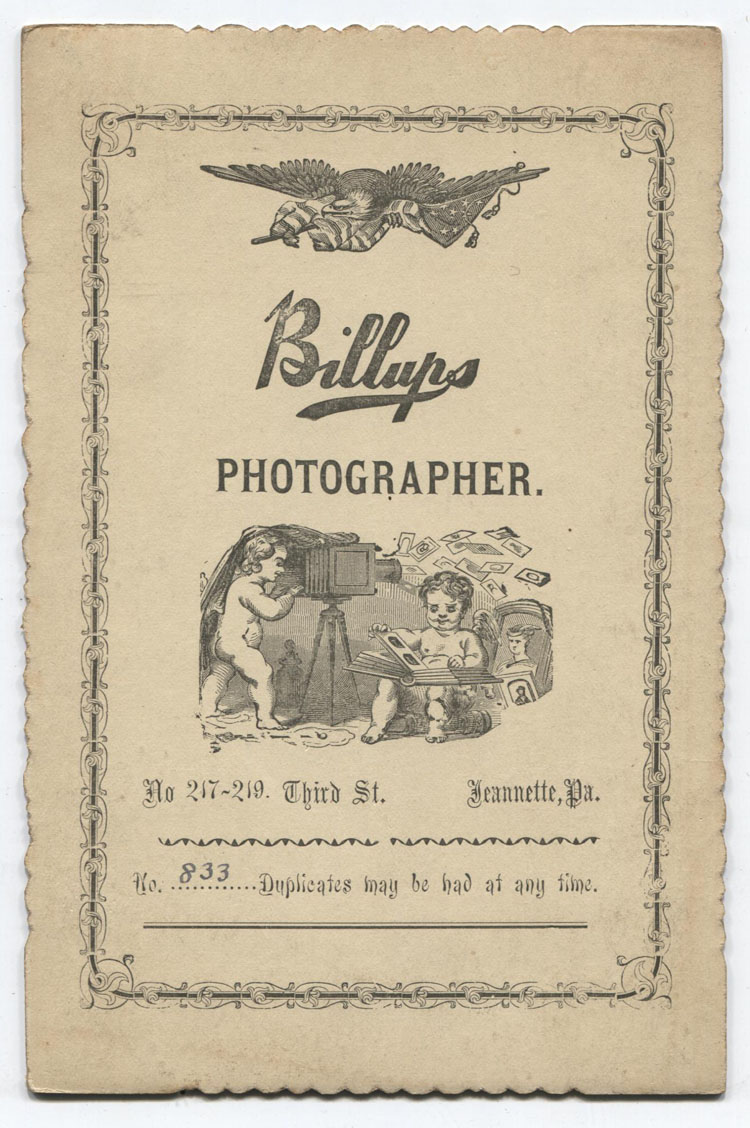 Billups
PHOTOGRAPHER.
No 217-219. Third St. Jeannette, Pa.
No. 833 Duplicates may be had at any time.